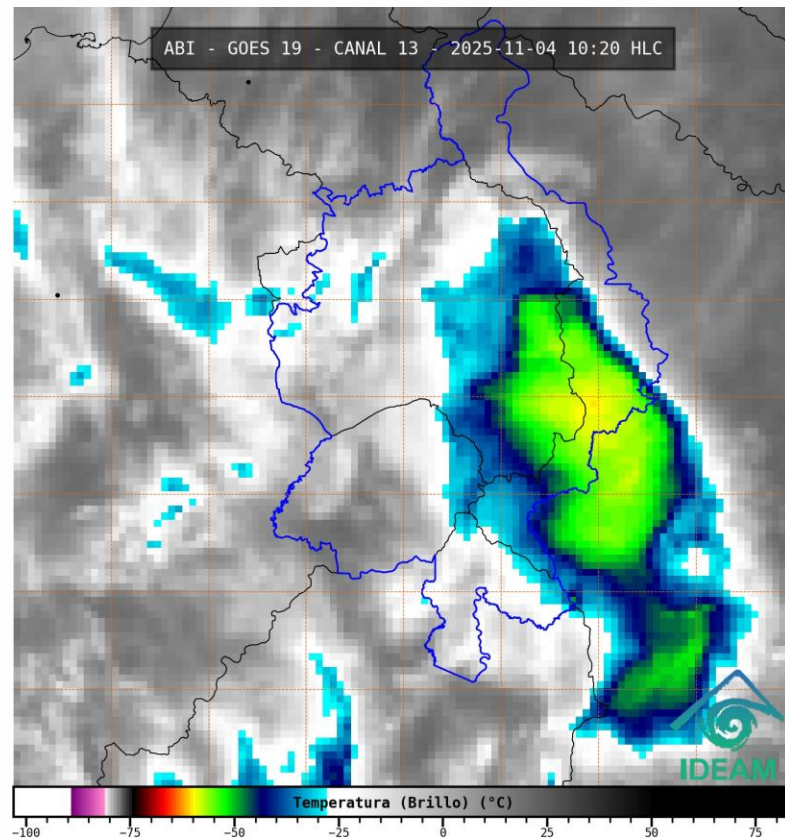 ABI - GOES 19 - CANAL 13 - 2025-11-04 10:20 HLC
IDEAM
Temperatura (Brillo) (°C)
−100 −75 −50 −25 0 25 50 75